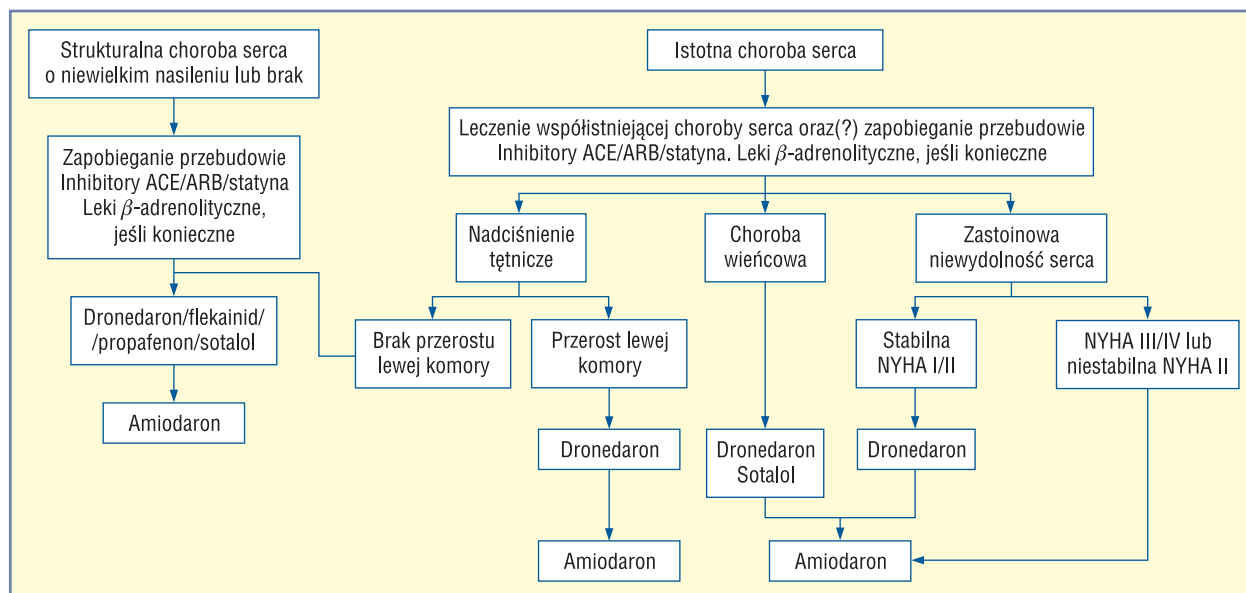 Strukturalna choroba serca
o niewielkim nasileniu lub brak
Zapobieganie przebudowie
Inhibitory ACE/ARB/statyna
Leki β-adrenolityczne,
jeśli konieczne
Dronedaron/flekainid/
/propafenon/sotalol
Amiodaron
Istotna choroba serca
Leczenie współistniejącej choroby serca oraz(?) zapobieganie przebudowie
Inhibitory ACE/ARB/statyna. Leki β-adrenolityczne, jeśli konieczne
Nadciśnienie
tętnicze
Brak przerostu
lewej komory
Przerost lewej
komory
Dronedaron
Amiodaron
Choroba
wieńcowa
Dronedaron
Sotalol
Zastoinowa
niewydolność serca
Stabilna
NYHA I/II
Dronedaron
NYHA III/IV lub
niestabilna NYHA II
Amiodaron